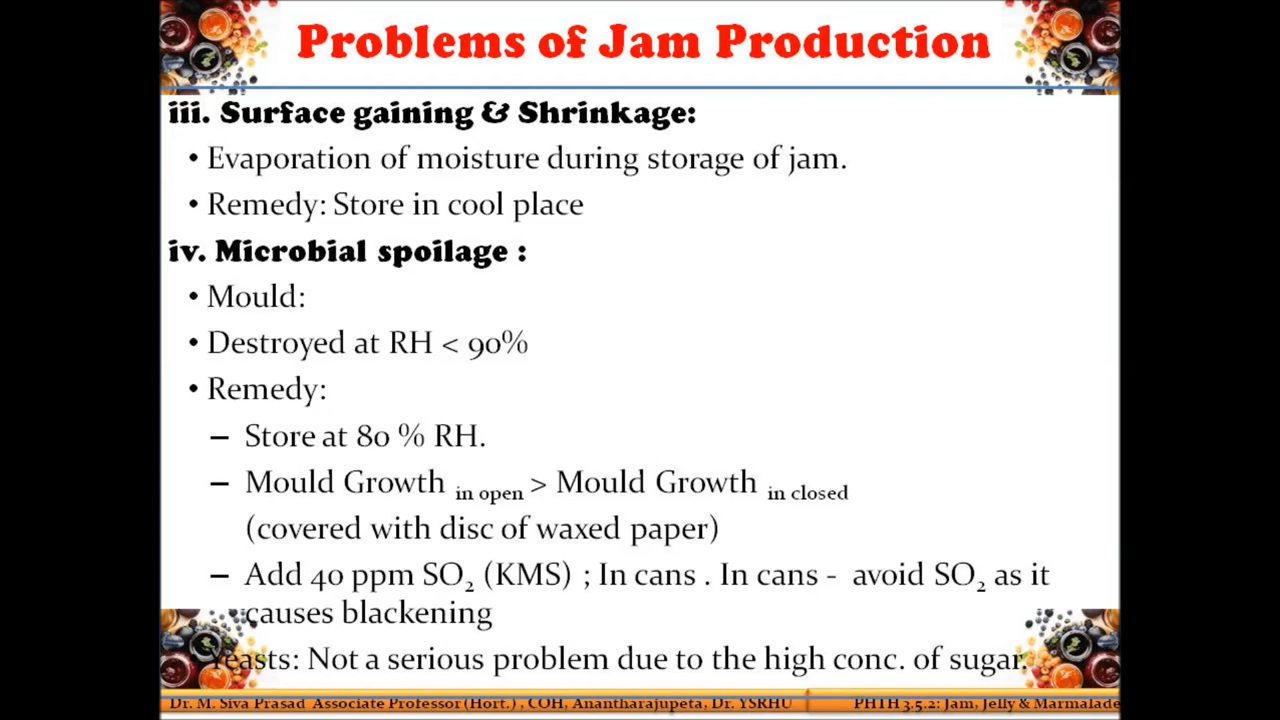 Problems of Jam Production
iii. Surface gaining & Shrinkage:
• Evaporation of moisture during storage of jam.
• Remedy: Store in cool place
iv. Microbial spoilage :
• Mould:
• Destroyed at RH < 90%
• Remedy:
– Store at 80 % RH.
– Mould Growth in open > Mould Growth in closed
(covered with disc of waxed paper)
– Add 40 ppm SO₂ (KMS) ; In cans . In cans - avoid SO₂ as it
causes blackening
Yeasts: Not a serious problem due to the high conc. of sugar.
Dr. M. Siva Prasad Associate Professor (Hort.) , COH, Anantharajupeta, Dr. YSRHU PHTH 3.5.2: Jam, Jelly & Marmalade